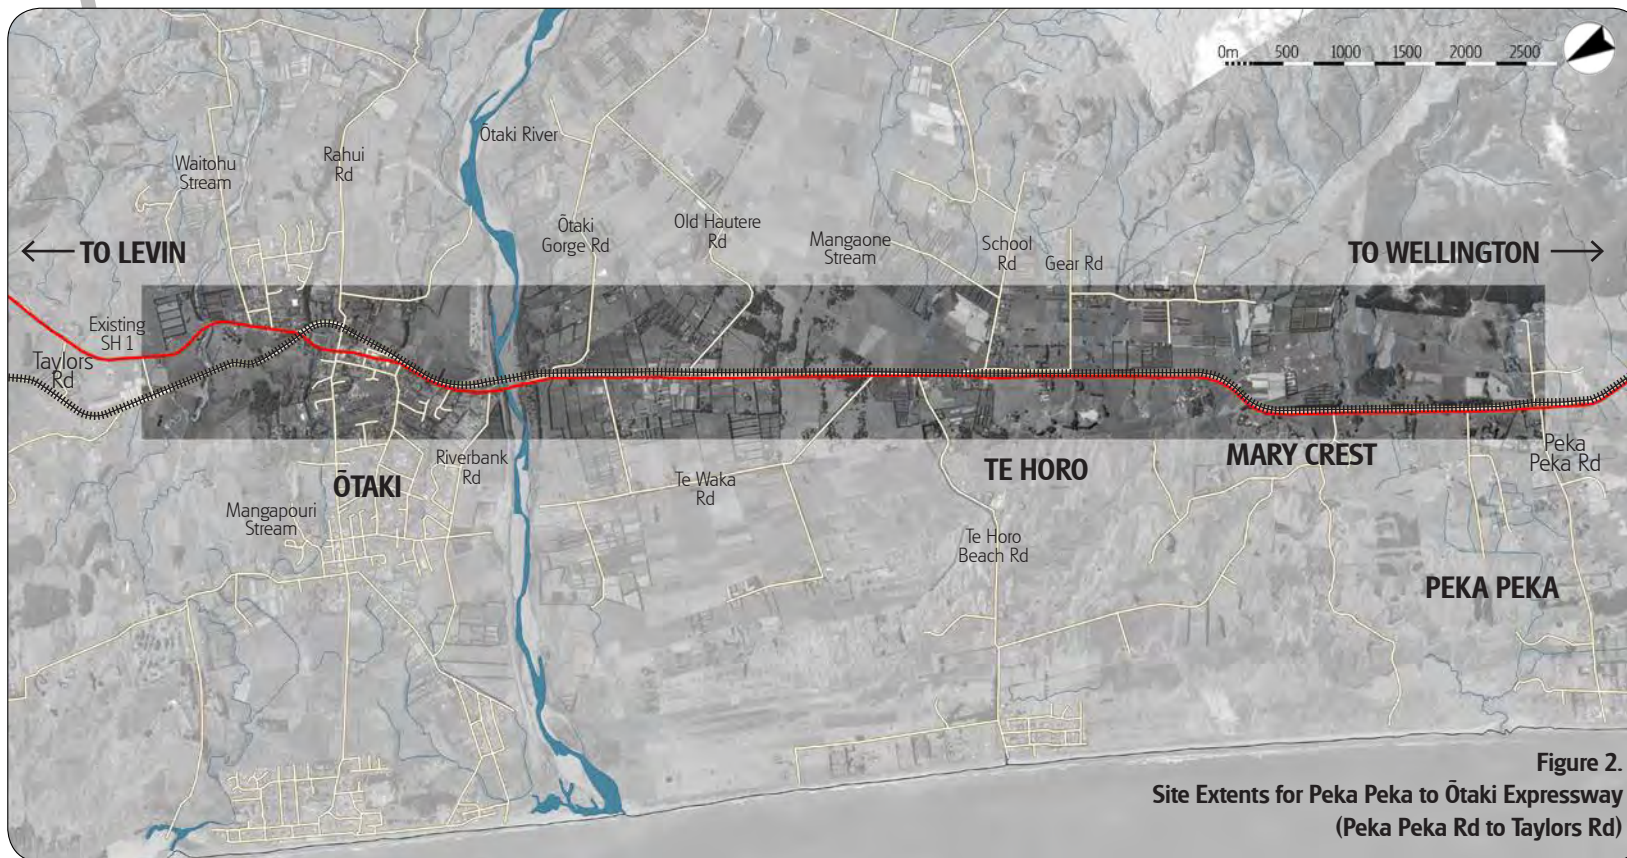 0m 500 1000 1500 2000 2500
Ōtaki River
Waitohu
Stream
Rahui
Rd
Ōtaki
Gorge Rd
Old Hautere
Rd
Mangaone
Stream
School
Rd
Gear Rd
TO LEVIN
TO WELLINGTON
Existing
SH 1
Taylors
Rd
ŌTAKI
Riverbank
Rd
Mangapouri
Stream
Te Waka
Rd
TE HORO
Te Horo
Beach Rd
MARY CREST
Peka
Peka Rd
PEKA PEKA
Figure 2.
Site Extents for Peka Peka to Ōtaki Expressway
(Peka Peka Rd to Taylors Rd)